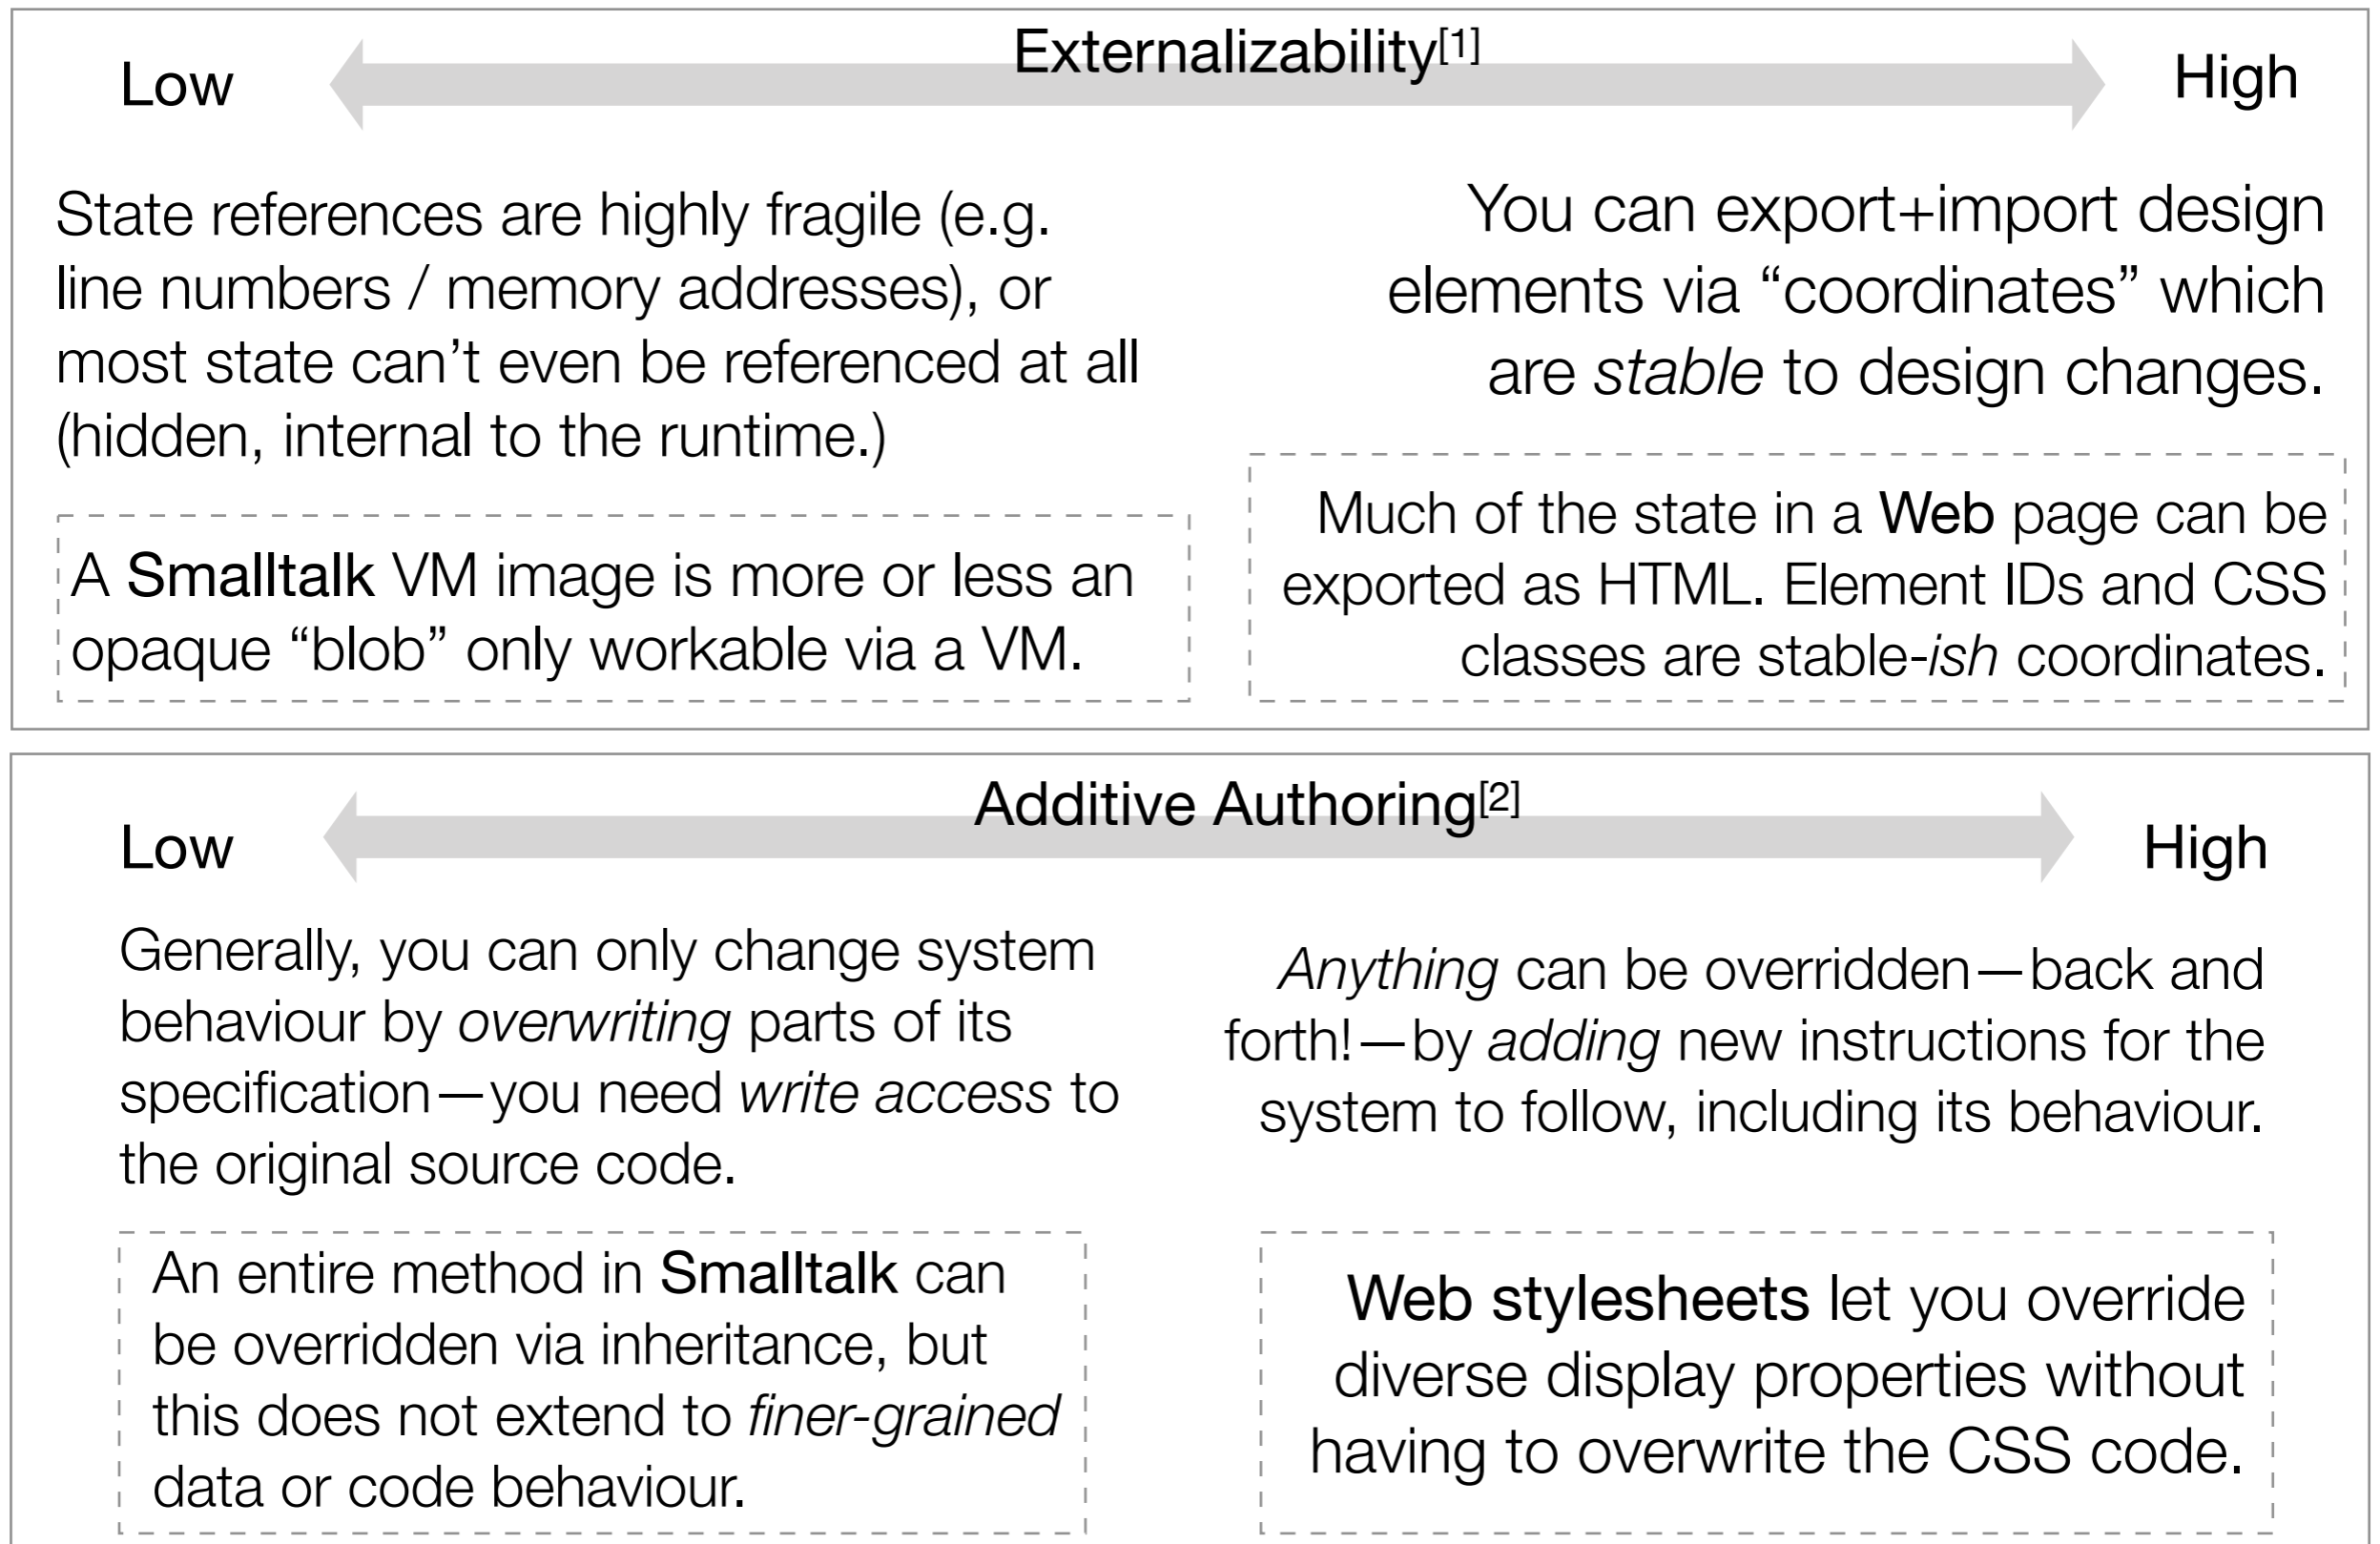 Externalizability[1]
Low
High
State references are highly fragile (e.g.
line numbers / memory addresses), or
most state can’t even be referenced at all
(hidden, internal to the runtime.)
A Smalltalk VM image is more or less an
opaque “blob” only workable via a VM.
You can export+import design
elements via “coordinates” which
are stable to design changes.
Much of the state in a Web page can be
exported as HTML. Element IDs and CSS
classes are stable-ish coordinates.
Additive Authoring[2]
Low
High
Generally, you can only change system
behaviour by overwriting parts of its
specification—you need write access to
the original source code.
An entire method in Smalltalk can
be overridden via inheritance, but
this does not extend to finer-grained
data or code behaviour.
Anything can be overridden—back and
forth!—by adding new instructions for the
system to follow, including its behaviour.
Web stylesheets let you override
diverse display properties without
having to overwrite the CSS code.